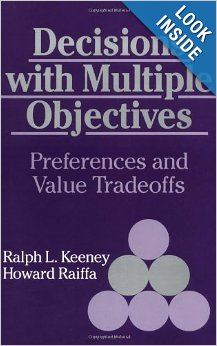 Look
INSIDE
Decisions
with Multiple
Objectives
Preferences and
Value Tradeoffs
Ralph L. Keeney
Howard Raiffa